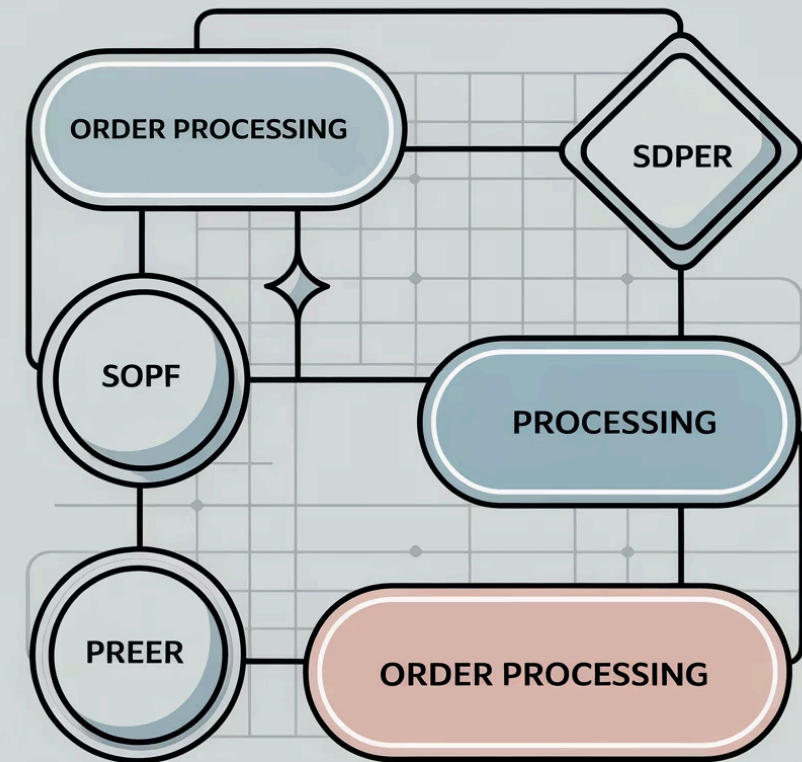 ORDER PROCESSING
SDPER
SOPF
PROCESSING
PREER
ORDER PROCESSING